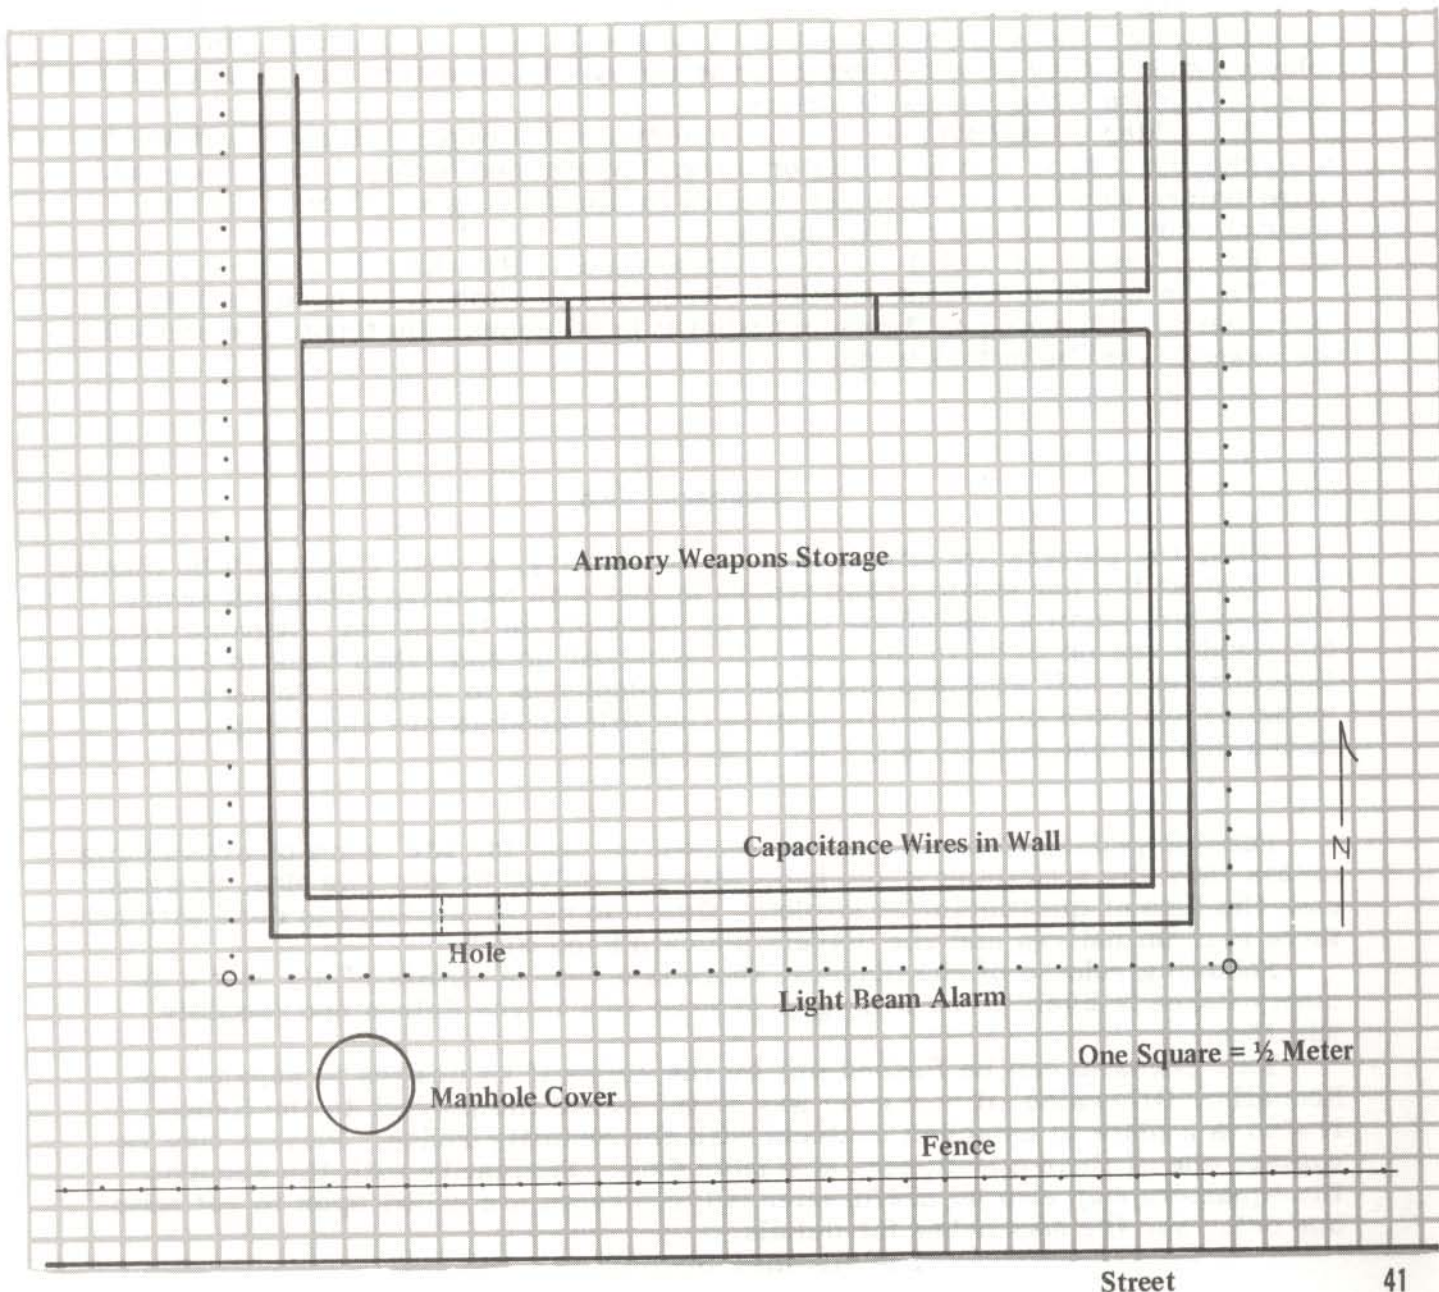 Armory Weapons Storage
Capacitance Wires in Wall
N
Hole
Light Beam Alarm
One Square = ½ Meter
Manhole Cover
Fence
Street
41